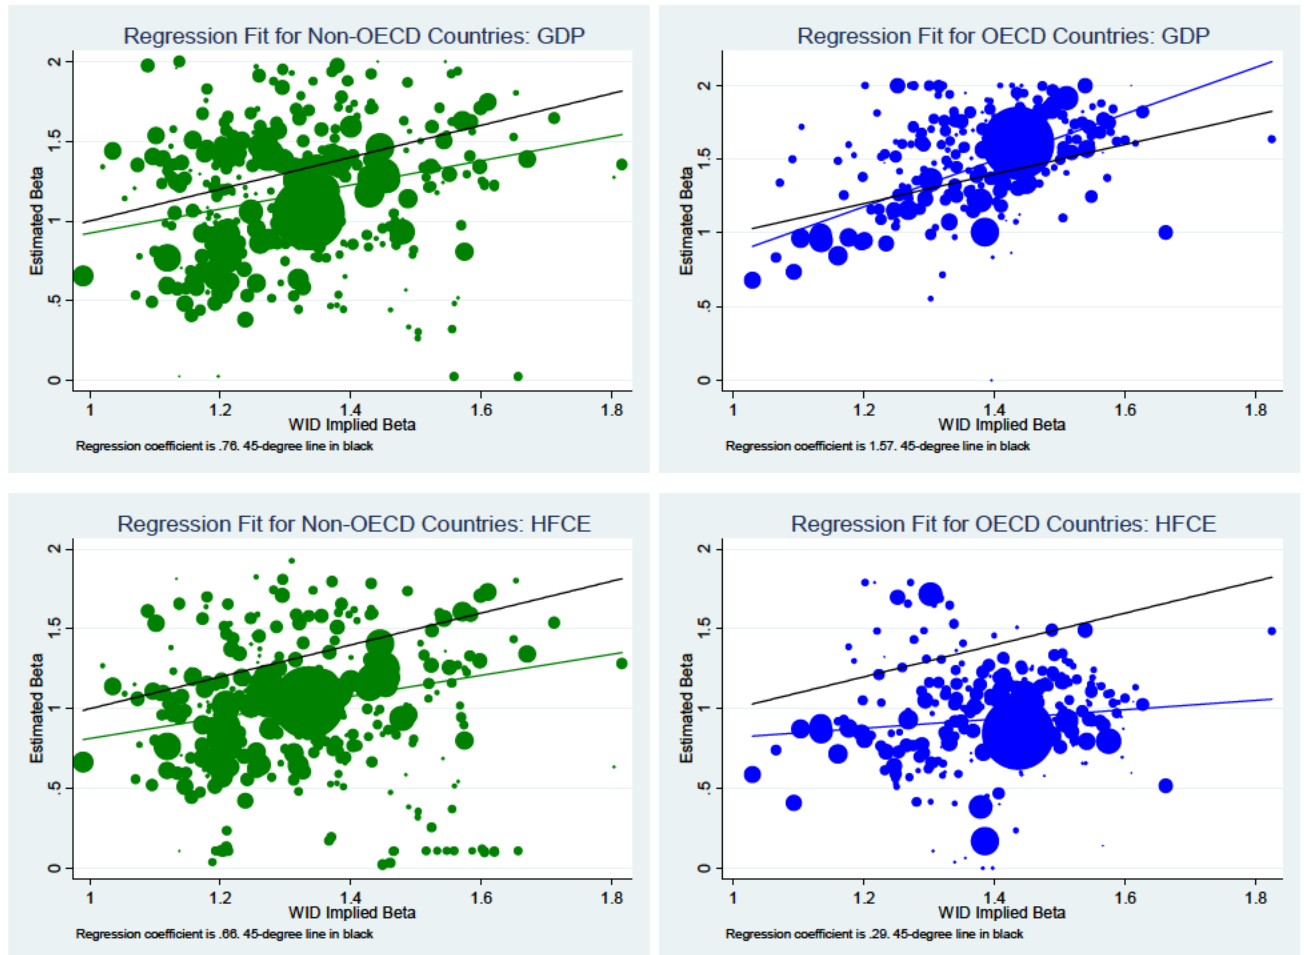 Regression Fit for Non-OECD Countries: GDP
Estimated Beta
2
1.5
1
.5
0
1 1.2 1.4 1.6 1.8
WID Implied Beta
Regression coefficient is .76. 45-degree line in black
Regression Fit for OECD Countries: GDP
Estimated Beta
2
1.5
1
.5
0
1 1.2 1.4 1.6 1.8
WID Implied Beta
Regression coefficient is 1.57. 45-degree line in black
Regression Fit for Non-OECD Countries: HFCE
Estimated Beta
2
1.5
1
.5
0
1 1.2 1.4 1.6 1.8
WID Implied Beta
Regression coefficient is .66. 45-degree line in black
Regression Fit for OECD Countries: HFCE
Estimated Beta
2
1.5
1
.5
0
1 1.2 1.4 1.6 1.8
WID Implied Beta
Regression coefficient is .29. 45-degree line in black